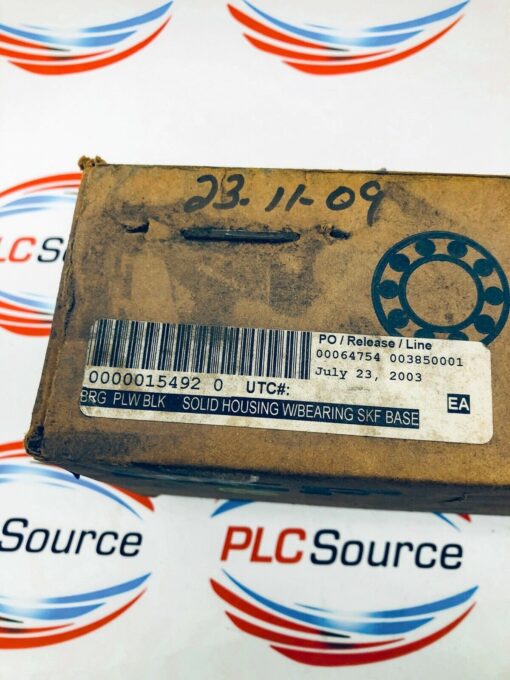 23-11-09
PO / Release / Line
00064754 003850001
July 23, 2003
0000015492 0 UTC#:
EA
BRG PLW BLK SOLID HOUSING W/BEARING SKF BASE
LCS
PLC Source
PLC Source